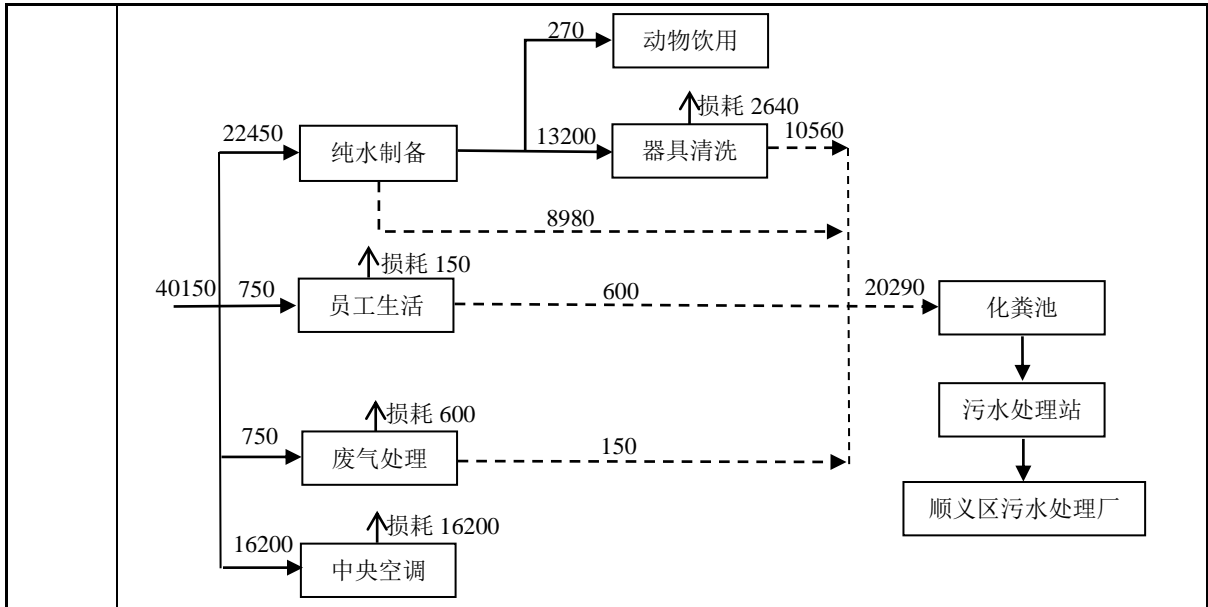 270
动物饮用
损耗 2640
22450
纯水制备
13200
器具清洗
10560
8980
损耗 150
40150
750
员工生活
600
20290
化粪池
污水处理站
损耗 600
750
废气处理
150
顺义区污水处理厂
损耗 16200
16200
中央空调